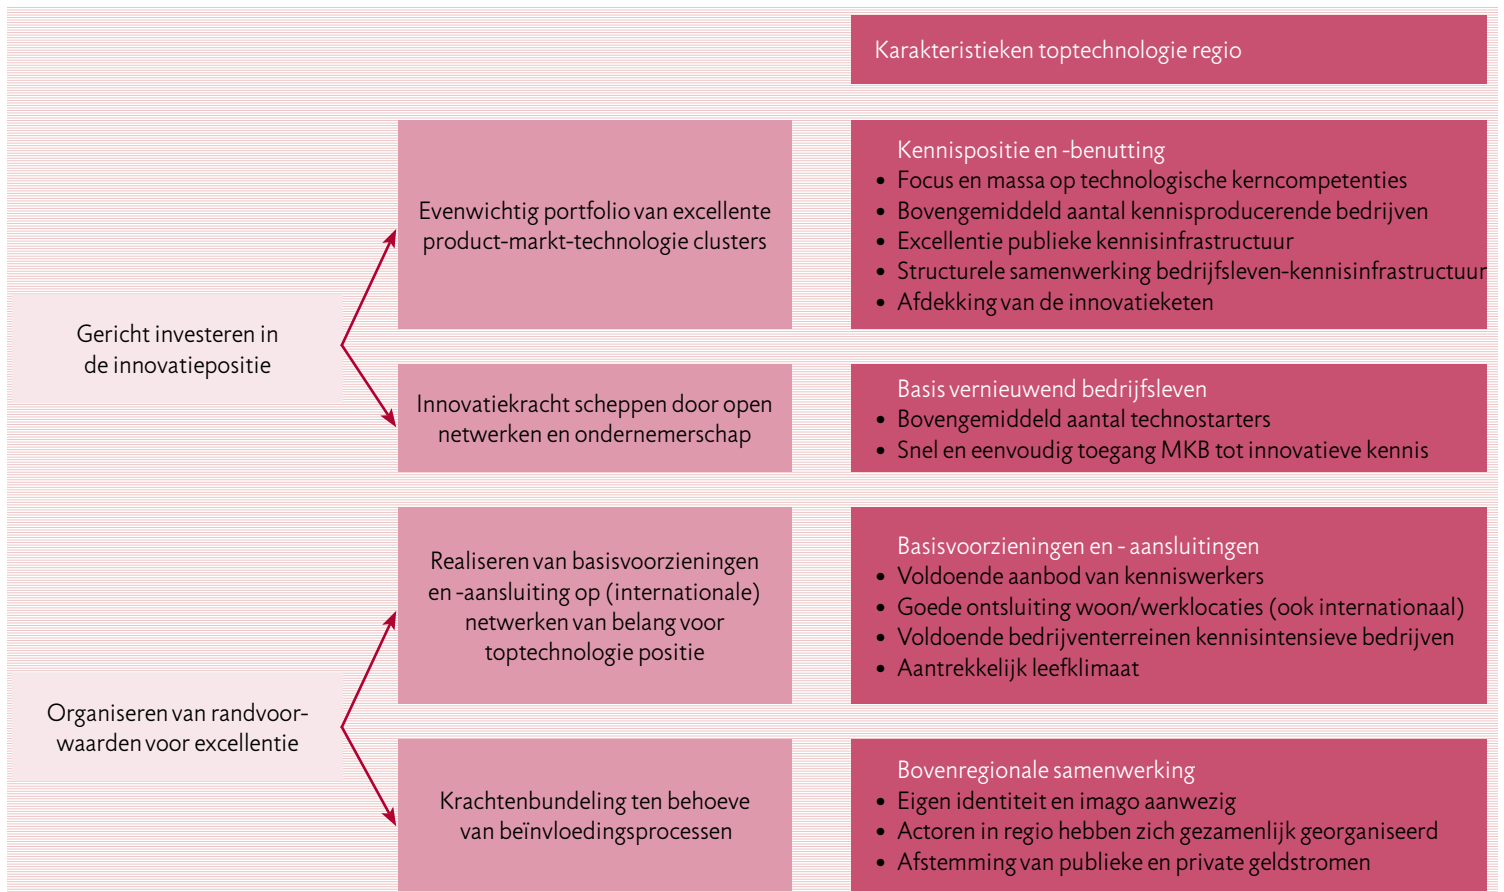 Karakteristieken toptechnologie regio
Gericht investeren in
de innovatiepositie
Evenwichtig portfolio van excellente
product-markt-technologie clusters
Kennispositie en -benutting
• Focus en massa op technologische kerncompetenties
• Bovengemiddeld aantal kennisproducerende bedrijven
• Excellentie publieke kennisinfrastructuur
• Structurele samenwerking bedrijfsleven-kennisinfrastructuur
• Afdekking van de innovatieketen
Innovatiekracht scheppen door open
netwerken en ondernemerschap
Basis vernieuwend bedrijfsleven
• Bovengemiddeld aantal technostarters
• Snel en eenvoudig toegang MKB tot innovatieve kennis
Organiseren van randvoor-
waarden voor excellentie
Realiseren van basisvoorzieningen
en -aansluiting op (internationale)
netwerken van belang voor
toptechnologie positie
Basisvoorzieningen en - aansluitingen
• Voldoende aanbod van kenniswerkers
• Goede ontsluiting woon/werklocaties (ook internationaal)
• Voldoende bedrijventerreinen kennisintensieve bedrijven
• Aantrekkelijk leefklimaat
Krachtenbundeling ten behoeve
van beïnvloedingsprocessen
Bovenregionale samenwerking
• Eigen identiteit en imago aanwezig
• Actoren in regio hebben zich gezamenlijk georganiseerd
• Afstemming van publieke en private geldstromen